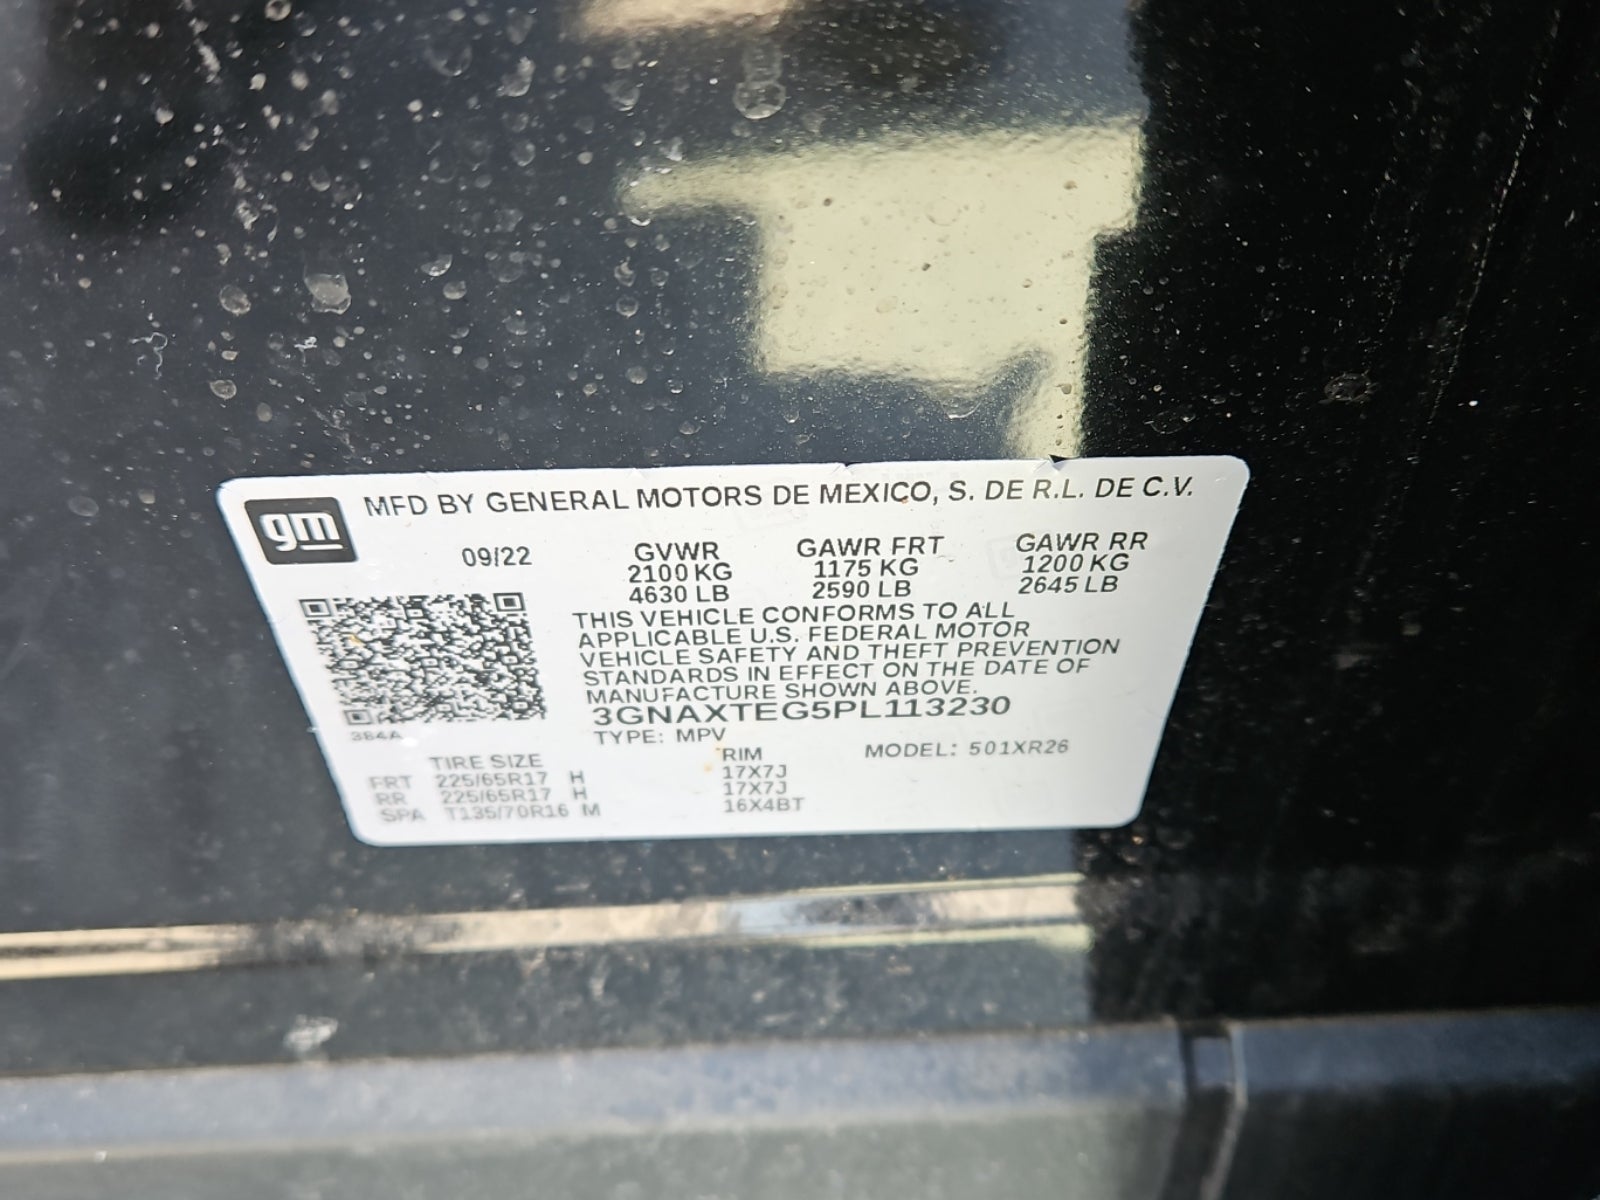 gm
MFD BY GENERAL MOTORS DE MEXICO, S. DE R.L. DE C.V.
09/22
GVWR GAWR FRT GAWR RR
2100 KG 1175 KG 1200 KG
4630 LB 2590 LB 2645 LB
THIS VEHICLE CONFORMS TO ALL
APPLICABLE U.S. FEDERAL MOTOR
VEHICLE SAFETY AND THEFT PREVENTION
STANDARDS IN EFFECT ON THE DATE OF
MANUFACTURE SHOWN ABOVE.
3GNAXTEG5PL113230
384A
TYPE: MPV MODEL: 501XR26
TIRE SIZE RIM
FRT 225/65R17 H 17X7J
RR 225/65R17 H 17X7J
SPA T135/70R16 M 16X4BT